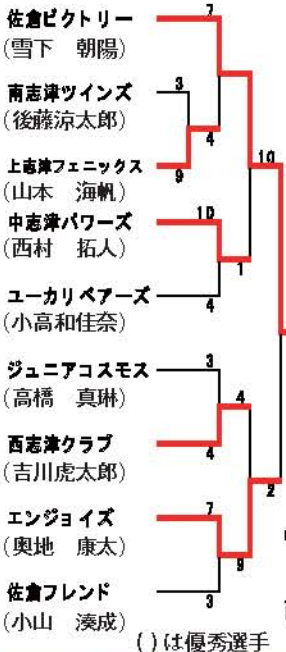 佐倉ビクトリー
7
(雪下 朝陽)
南志津ツインズ
3
(後藤涼太郎)
4
10
上志津フェニックス
9
(山本 海帆)
中志津パワーズ
10
(西村 拓人)
1
ユーカリベアーズ
4
(小高和佳奈)
ジュニアコスモス
3
(高橋 真琳)
4
西志津クラブ
4
(吉川虎太郎)
2
エンジョイズ
7
(奥地 康太)
9
佐倉フレンド
3
(小山 湊成)
( )は優秀選手